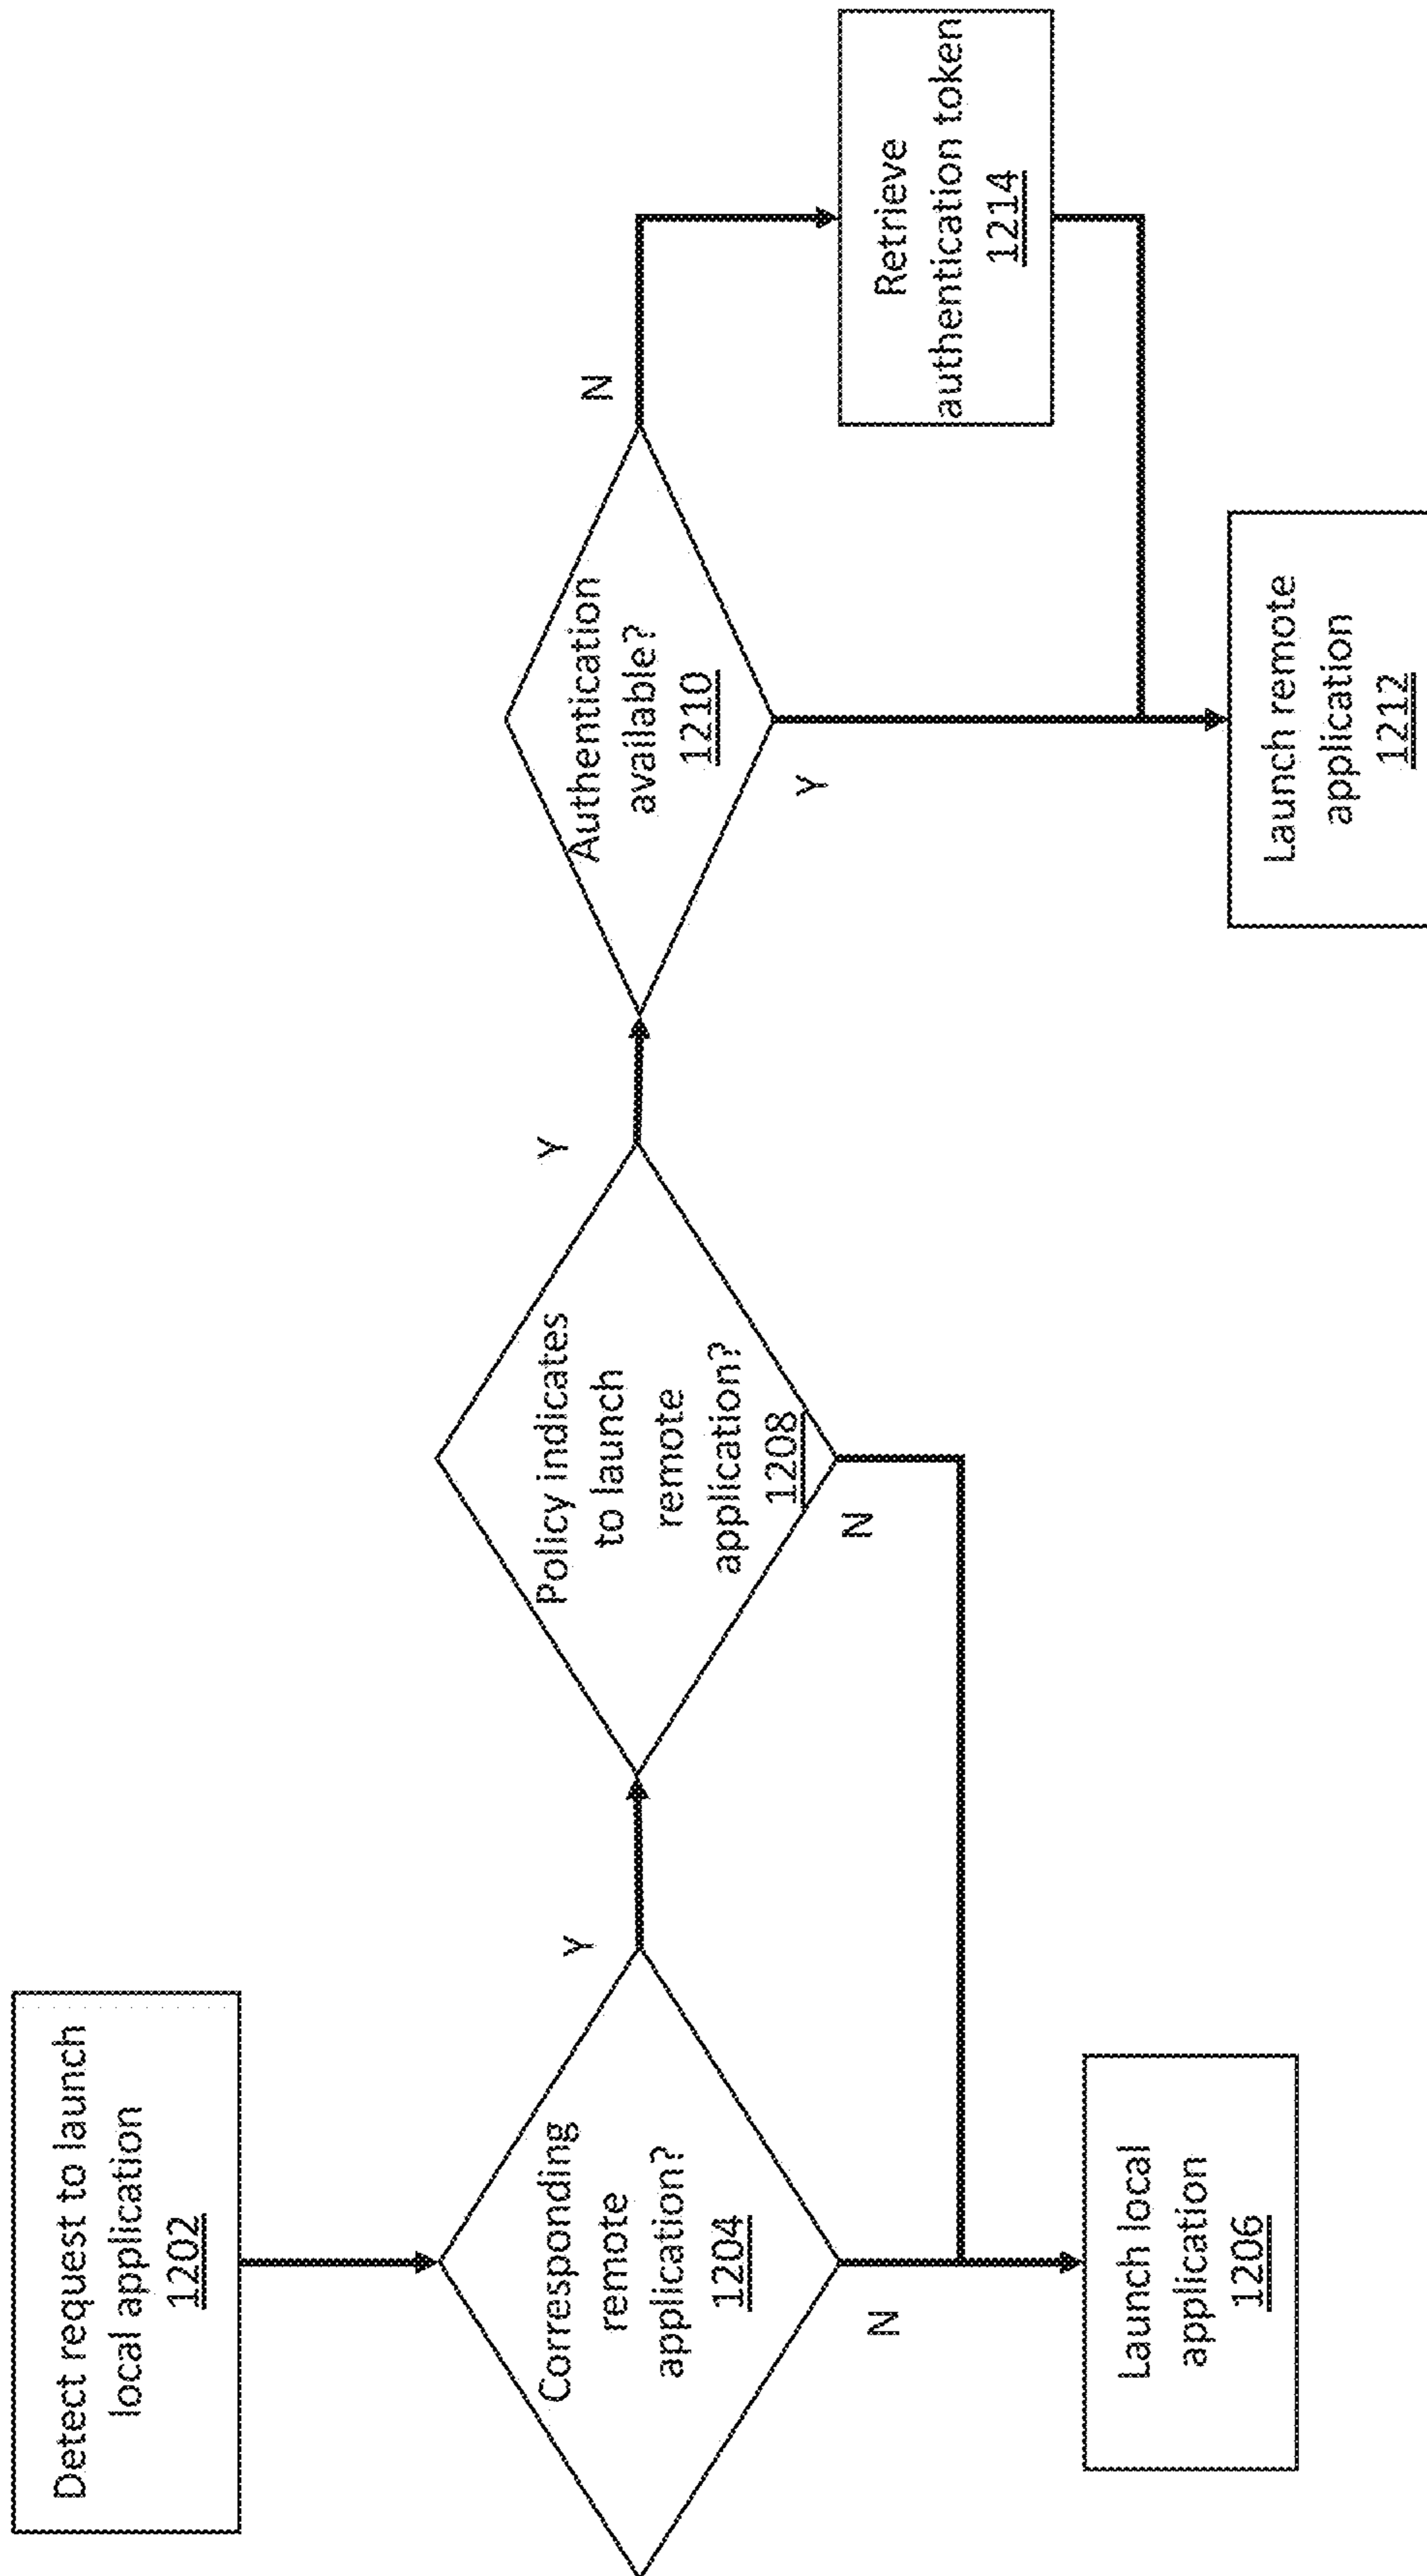 Detect request to launch
local application
1202
Corresponding
remote
application?
1204
Y
N
Launch local
application
1206
Policy indicates
to launch
remote
application?
1208
Y
N
Authentication
available?
1210
N
Y
Retrieve
authentication token
1214
Launch remote
application
1212